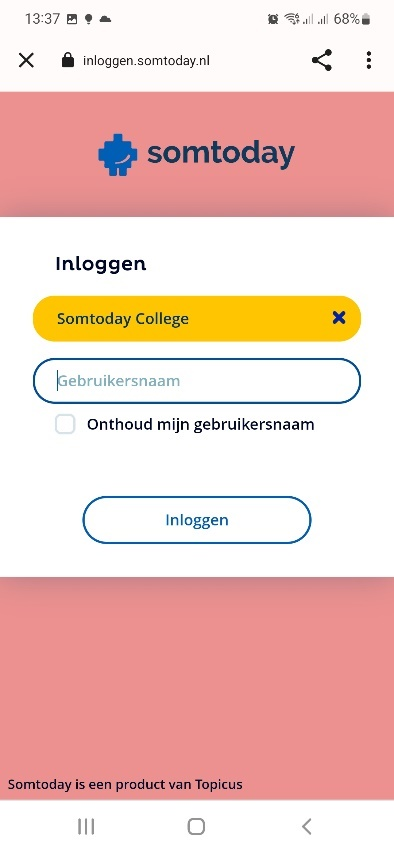 13:37 68%
inloggen.somtoday.nl
somtoday
Inloggen
Somtoday College
Gebruikersnaam
Onthoud mijn gebruikersnaam
Inloggen
Somtoday is een product van Topicus